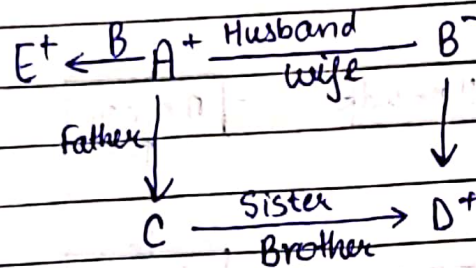 E+ B A+ Husband B-
wife
Father
C Sister D+
Brother